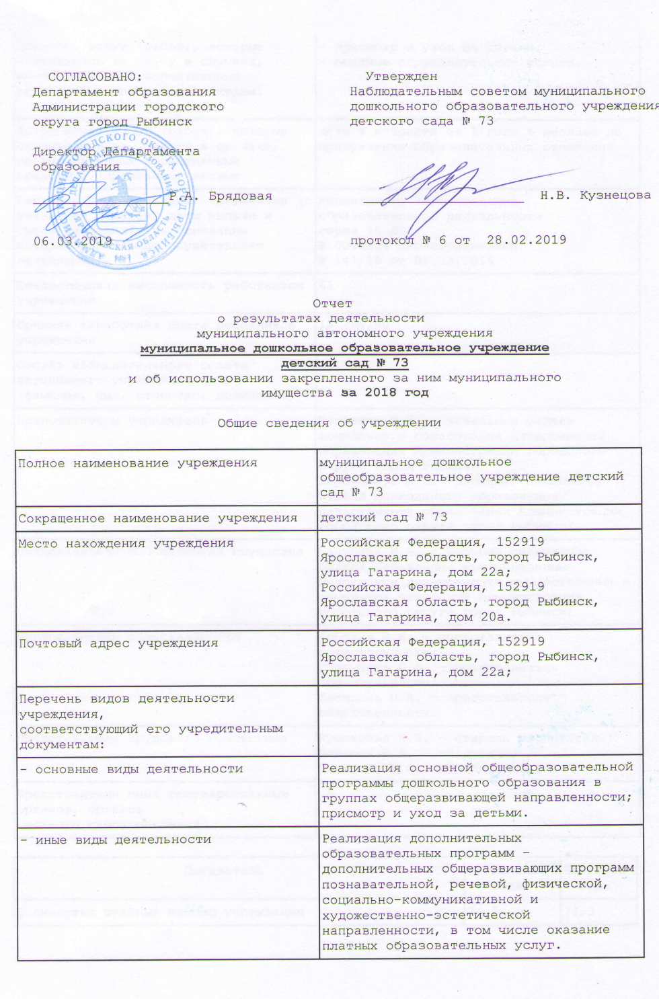 СОГЛАСОВАНО:
Департамент образования
Администрации городского
округа город Рыбинск
Директор Департамента
образования
Р.А. Брядовая
06.03.2019
Утвержден
Наблюдательным советом муниципального
дошкольного образовательного учреждения
детского сада № 73
Н.В. Кузнецова
протокол № 6 от 28.02.2019
Отчет
о результатах деятельности
муниципального автономного учреждения
муниципальное дошкольное образовательное учреждение
детский сад № 73
и об использовании закрепленного за ним муниципального
имущества за 2018 год
Общие сведения об учреждении
Полное наименование учреждения
муниципальное дошкольное
общеобразовательное учреждение детский
сад № 73
Сокращенное наименование учреждения
детский сад № 73
Место нахождения учреждения
Российская Федерация, 152919
Ярославская область, город Рыбинск,
улица Гагарина, дом 22а;
Российская Федерация, 152919
Ярославская область, город Рыбинск,
улица Гагарина, дом 20а.
Почтовый адрес учреждения
Российская Федерация, 152919
Ярославская область, город Рыбинск,
улица Гагарина, дом 22а;
Перечень видов деятельности
учреждения,
соответствующий его учредительным
документам:
- основные виды деятельности
Реализация основной общеобразовательной
программы дошкольного образования в
группах общеразвивающей направленности;
присмотр и уход за детьми.
- иные виды деятельности
Реализация дополнительных
образовательных программ –
дополнительных общеразвивающих программ
познавательной, речевой, физической,
социально-коммуникативной и
художественно-эстетической
направленности, в том числе оказание
платных образовательных услуг.